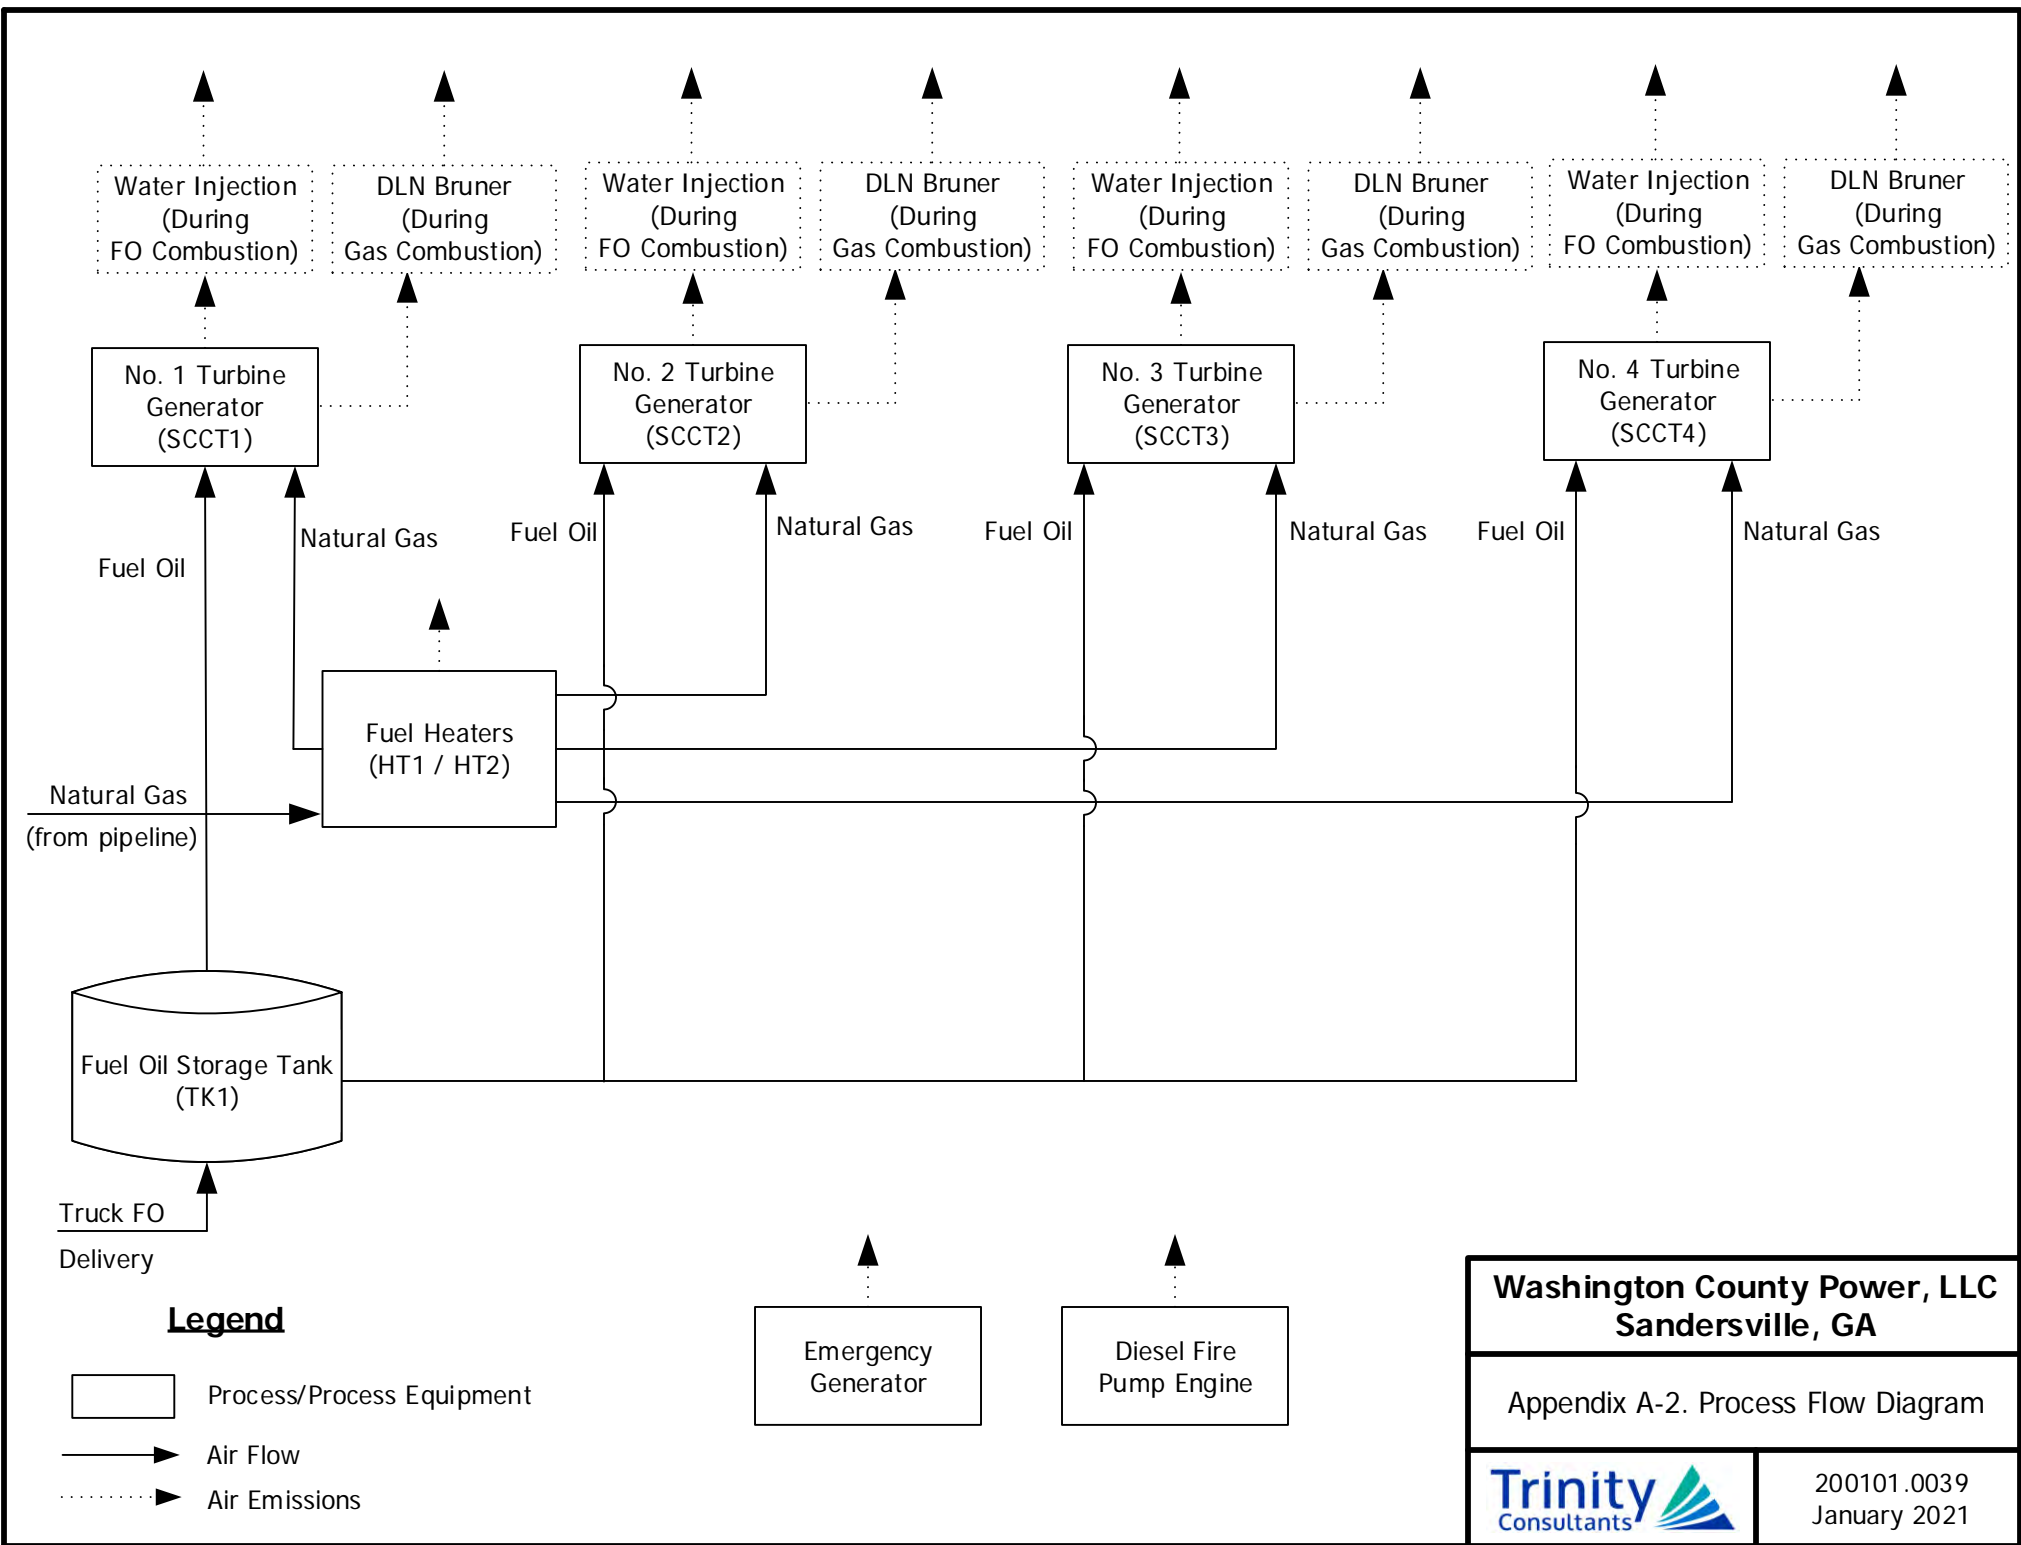 Water Injection
(During
FO Combustion)
DLN Bruner
(During
Gas Combustion)
Water Injection
(During
FO Combustion)
DLN Bruner
(During
Gas Combustion)
Water Injection
(During
FO Combustion)
DLN Bruner
(During
Gas Combustion)
Water Injection
(During
FO Combustion)
DLN Bruner
(During
Gas Combustion)
No. 1 Turbine
Generator
(SCCT1)
No. 2 Turbine
Generator
(SCCT2)
No. 3 Turbine
Generator
(SCCT3)
No. 4 Turbine
Generator
(SCCT4)
Fuel Oil
Natural Gas
Fuel Oil
Natural Gas
Fuel Oil
Natural Gas
Fuel Oil
Natural Gas
Fuel Heaters
(HT1 / HT2)
Natural Gas
(from pipeline)
Fuel Oil Storage Tank
(TK1)
Truck FO
Delivery
Legend
Process/Process Equipment
Air Flow
Air Emissions
Emergency
Generator
Diesel Fire
Pump Engine
Washington County Power, LLC
Sandersville, GA
Appendix A-2. Process Flow Diagram
Trinity
Consultants
200101.0039
January 2021